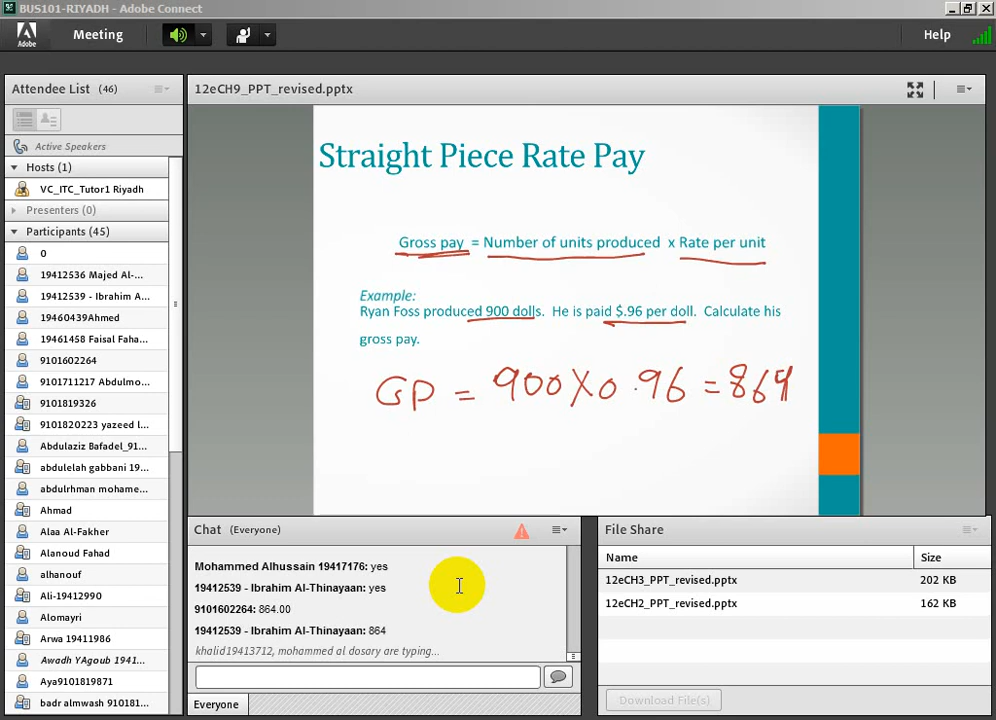 BUS101-RIYADH - Adobe Connect
Adobe
Meeting
Help
Attendee List (46)
Active Speakers
Hosts (1)
VC_ITC_Tutor1 Riyadh
Presenters (0)
Participants (45)
0
19412536 Majed Al-...
19412539 - Ibrahim A...
19460439Ahmed
19461458 Faisal Faha...
9101602264
9101711217 Abdulmo...
9101819326
9101820223 yazeed l...
Abdulaziz Bafadel_91...
abdulelah gabbani 19...
abdulrhman mohame...
Ahmad
Alaa Al-Fakher
Alanoud Fahad
alhanouf
Ali-19412990
Alomayri
Arwa 19411986
Awadh YAgoub 1941...
Aya9101819871
badr almwash 910181...
12eCH9_PPT_revised.pptx
Straight Piece Rate Pay
Gross pay = Number of units produced x Rate per unit
Example:
Ryan Foss produced 900 dolls. He is paid $.96 per doll. Calculate his
gross pay.
GP = 900 X 0.96 = 864
Chat (Everyone)
Mohammed Alhussain 19417176: yes
19412539 - Ibrahim Al-Thinayaan: yes
9101602264: 864.00
19412539 - Ibrahim Al-Thinayaan: 864
khalid19413712, mohammed al dosary are typing...
Everyone
File Share
Name Size
12eCH3_PPT_revised.pptx 202 KB
12eCH2_PPT_revised.pptx 162 KB
Download File(s)